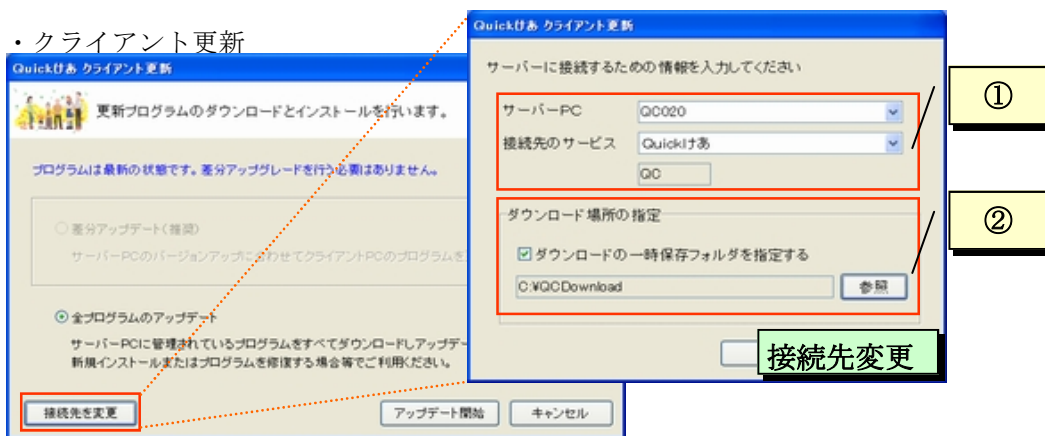 ・クライアント更新
Quickけあ クライアント更新
更新プログラムのダウンロードとインストールを行います。
プログラムは最新の状態です。差分アップグレードを行う必要はありません。
差分アップデート(推奨)
サーバーPCのバージョンアップに合わせてクライアントPCのプログラムを
全プログラムのアップデート
サーバーPCに管理されているプログラムをすべてダウンロードしアップデー
新規インストールまたはプログラムを修復する場合等でご利用ください。
接続先を変更
アップデート開始
キャンセル
Quickけあ クライアント更新
サーバーに接続するための情報を入力してください
サーバーPC
QC020
接続先のサービス
Quickけあ
QC
ダウンロード場所の指定
ダウンロードの一時保存フォルダを指定する
C:¥QCDownload
参照
接続先変更
①
②